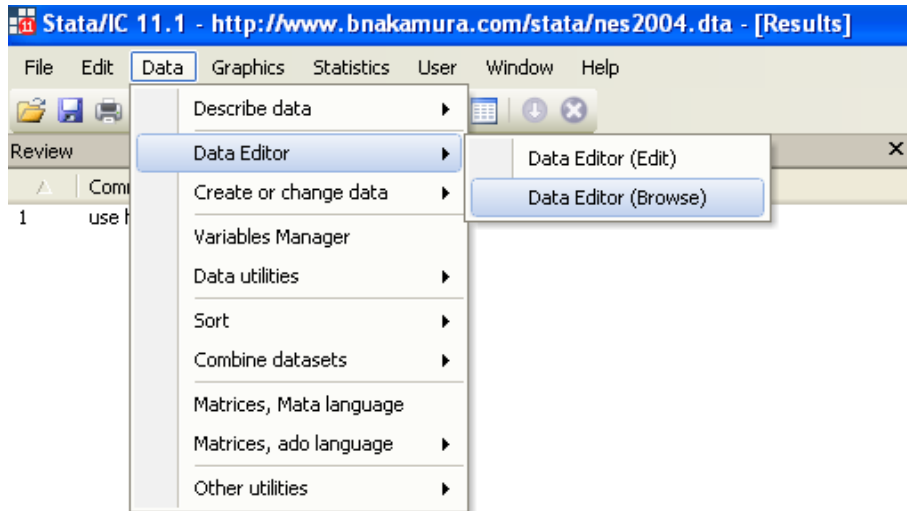 Stata/IC 11.1 - http://www.bnakamura.com/stata/nes2004.dta - [Results]
File Edit Data Graphics Statistics User Window Help
Describe data
Review
Data Editor
Data Editor (Edit)
Create or change data
Data Editor (Browse)
1 use
Variables Manager
Data utilities
Sort
Combine datasets
Matrices, Mata language
Matrices, ado language
Other utilities